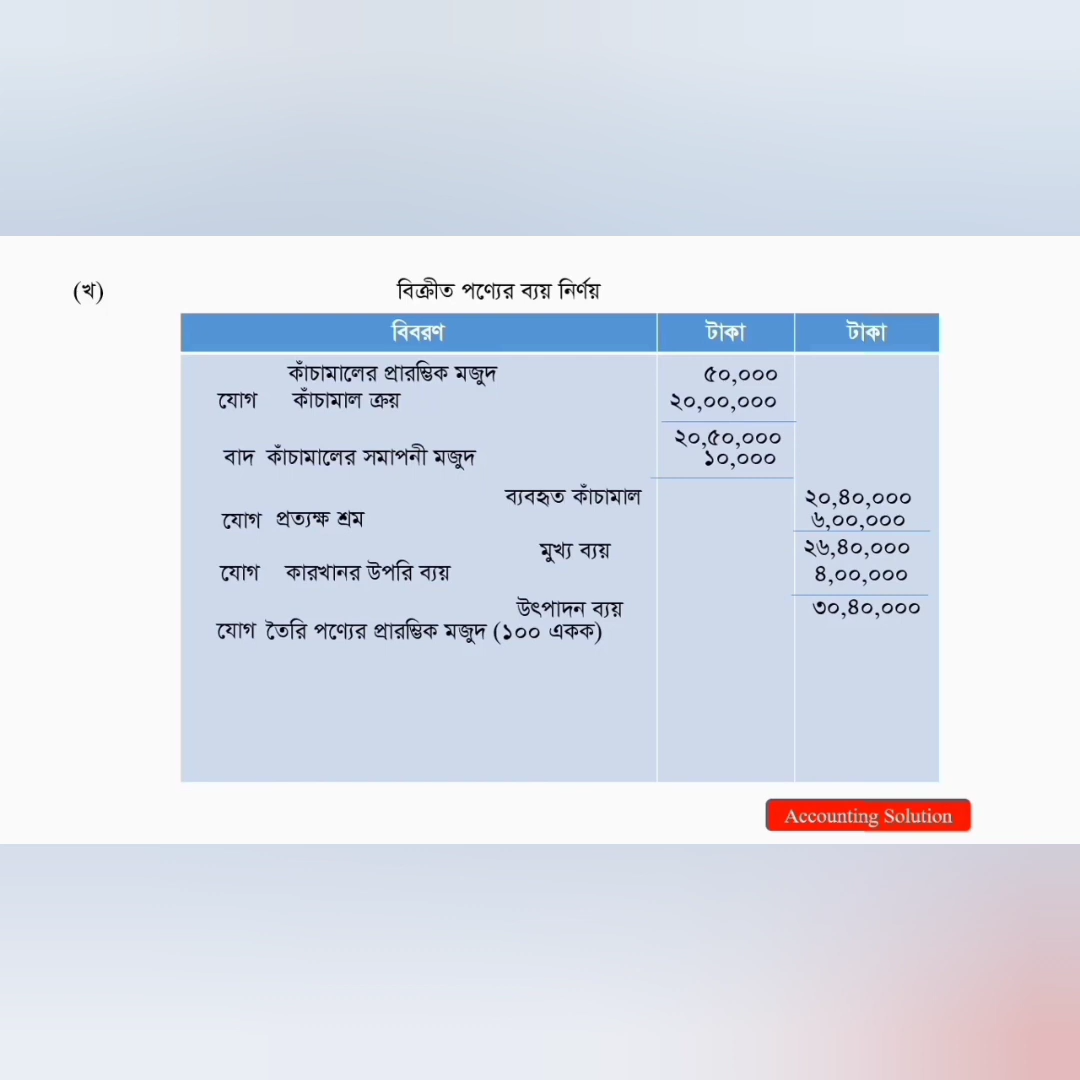 (খ) বিক্রীত পণ্যের ব্যয় নির্ণয়
বিবরণ টাকা টাকা
কাঁচামালের প্রারম্ভিক মজুদ ৫০,০০০
যোগ কাঁচামাল ক্রয় ২০,০০,০০০
২০,৫০,০০০
বাদ কাঁচামালের সমাপনী মজুদ ১০,০০০
ব্যবহৃত কাঁচামাল ২০,৪০,০০০
যোগ প্রত্যক্ষ শ্রম ৬,০০,০০০
মুখ্য ব্যয় ২৬,৪০,০০০
যোগ কারখানর উপরি ব্যয় ৪,০০,০০০
উৎপাদন ব্যয় ৩০,৪০,০০০
যোগ তৈরি পণ্যের প্রারম্ভিক মজুদ (১০০ একক)
Accounting Solution